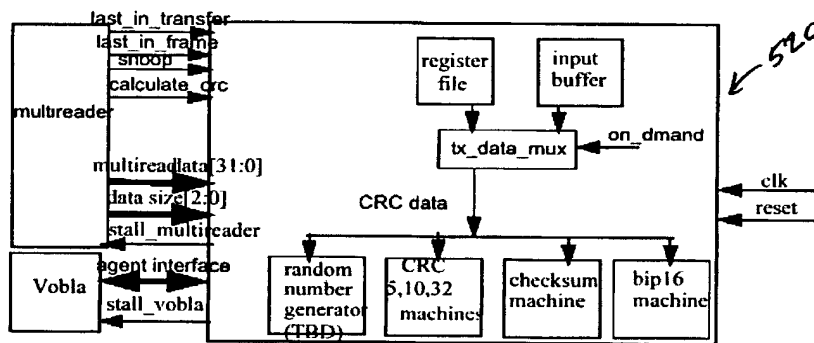 last_in_transfer
last_in_frame
snoop
calculate_crc
multireader
multireadata[31:0]
data size[2:0]
stall_multireader
agent interface
Vobla
stall_vobla
register
file
input
buffer
tx_data_mux
on_dmand
CRC data
random
number
generator
(TBD)
CRC
5,10,32
machines
checksum
machine
bip16
machine
clk
reset
520